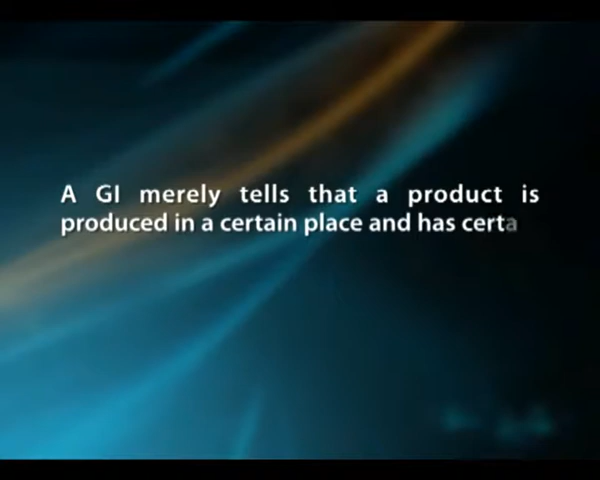 A GI merely tells that a product is
produced in a certain place and has certa